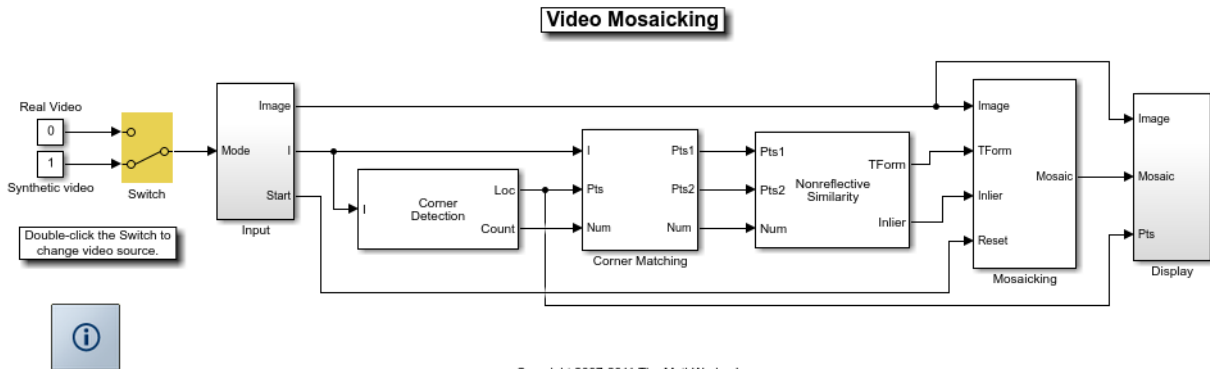 Video Mosaicking
Real Video
0
1
Synthetic video
Switch
Double-click the Switch to
change video source.
Mode
Image
I
Start
Input
I
Corner
Detection
Loc
Count
I
Pts
Num
Pts1
Pts2
Num
Corner Matching
Pts1
Pts2
Num
Nonreflective
Similarity
TForm
Inlier
Image
TForm
Inlier
Reset
Mosaic
Mosaicking
Image
Mosaic
Pts
Display
i